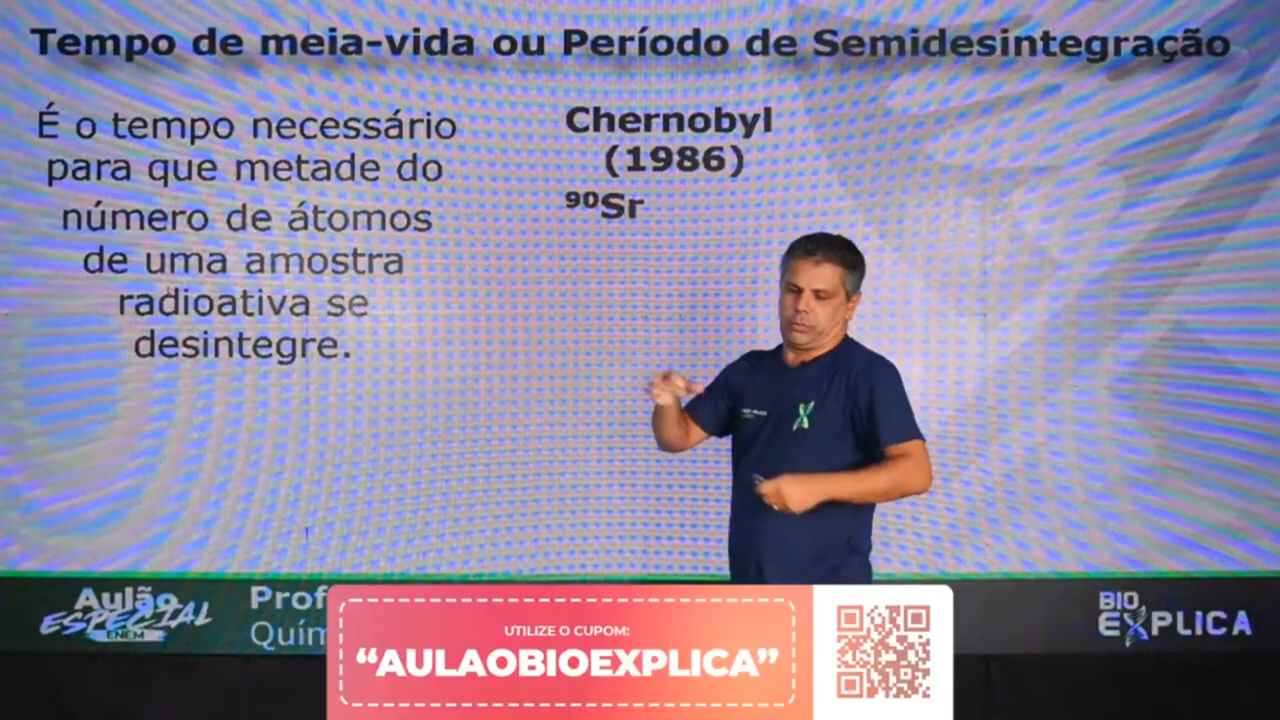 Tempo de meia-vida ou Período de Semidesintegração
É o tempo necessário
para que metade do
número de átomos
de uma amostra
radioativa se
desintegre.
Chernobyl
(1986)
⁹⁰Sr
Aulão
ESPECIAL
ENEM
Prof
Quím
UTILIZE O CUPOM:
“AULAOBIOEXPLICA”
BIO
EXPLICA